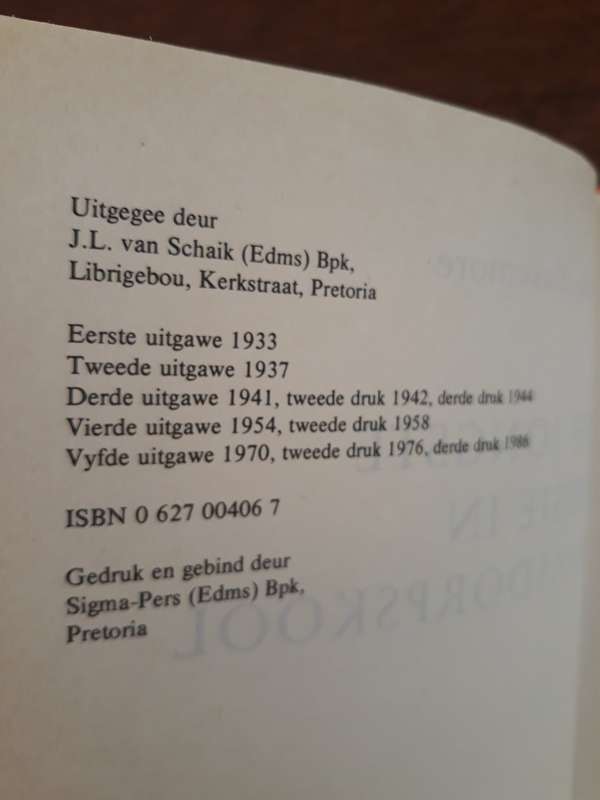 Uitgegee deur
J.L. van Schaik (Edms) Bpk,
Librigebou, Kerkstraat, Pretoria
Eerste uitgawe 1933
Tweede uitgawe 1937
Derde uitgawe 1941, tweede druk 1942, derde druk 1944
Vierde uitgawe 1954, tweede druk 1958
Vyfde uitgawe 1970, tweede druk 1976, derde druk 1986
ISBN 0 627 00406 7
Gedruk en gebind deur
Sigma-Pers (Edms) Bpk,
Pretoria